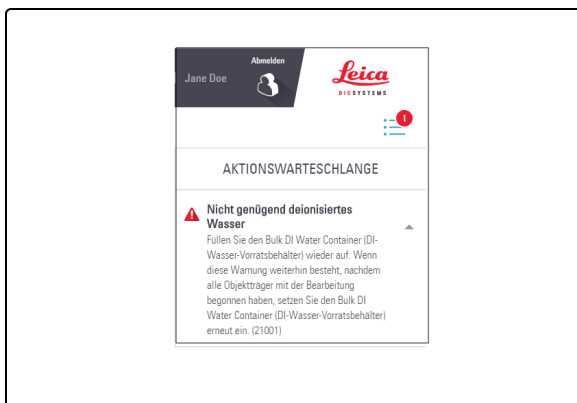 Abmelden
Jane Doe
Leica
BIOSYSTEMS
1
AKTIONSWARTESCHLANGE
Nicht genügend deionisiertes
Wasser
Füllen Sie den Bulk DI Water Container (DI-
Wasser-Vorratsbehälter) wieder auf. Wenn
diese Warnung weiterhin besteht, nachdem
alle Objektträger mit der Bearbeitung
begonnen haben, setzen Sie den Bulk DI
Water Container (DI-Wasser-Vorratsbehälter)
erneut ein. (21001)